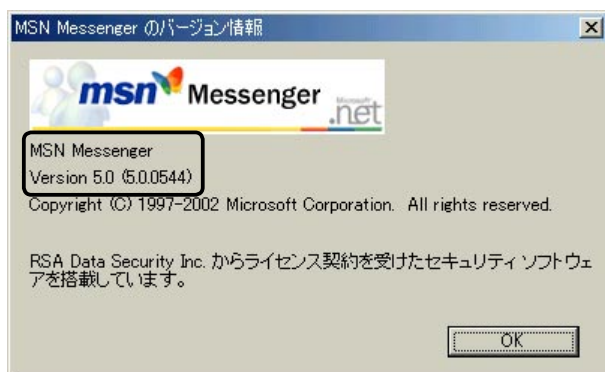 MSN Messenger のバージョン情報
msn Messenger
Microsoft
.net
MSN Messenger
Version 5.0 (5.0.0544)
Copyright (C) 1997-2002 Microsoft Corporation. All rights reserved.
RSA Data Security Inc. からライセンス契約を受けたセキュリティ ソフトウェ
アを搭載しています。
OK